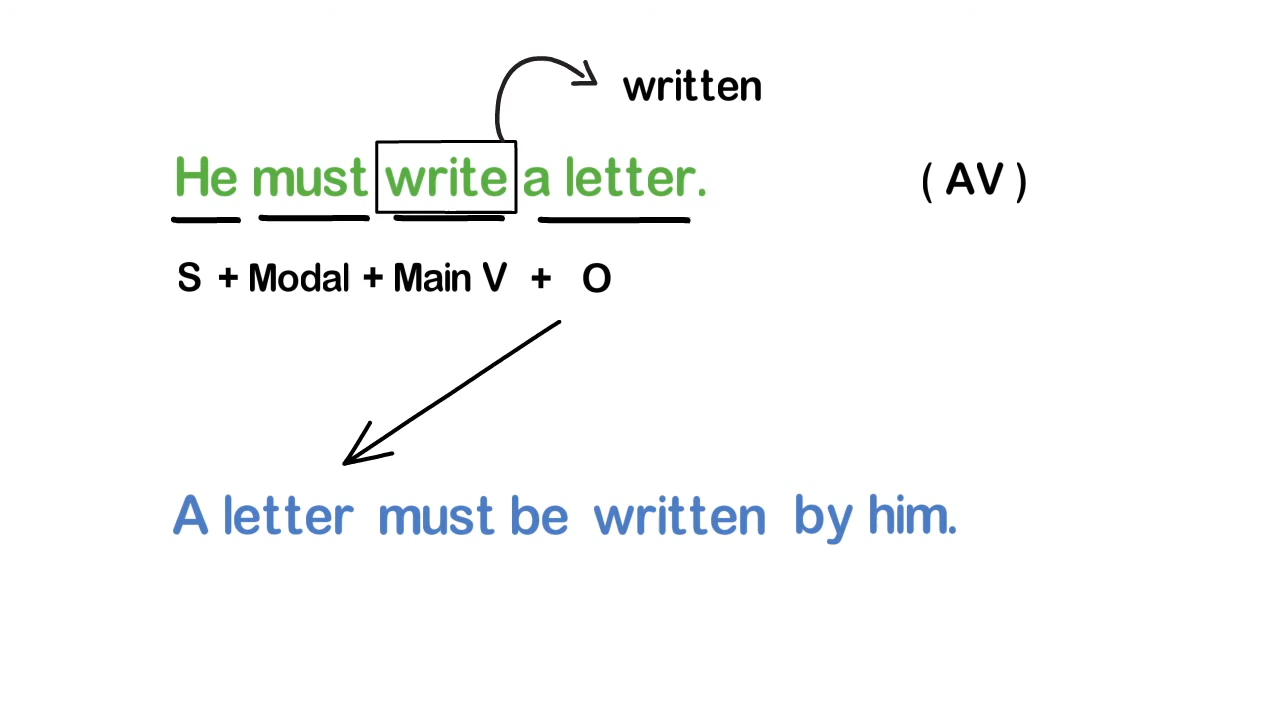 written
He must write a letter. ( AV )
S + Modal + Main V + O
A letter must be written by him.